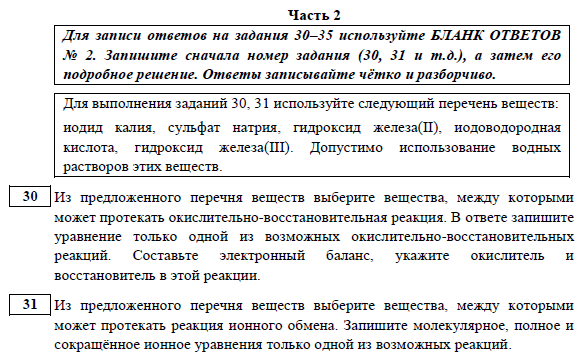 Часть 2
Для записи ответов на задания 30–35 используйте БЛАНК ОТВЕТОВ
№ 2. Запишите сначала номер задания (30, 31 и т.д.), а затем его
подробное решение. Ответы записывайте чётко и разборчиво.
Для выполнения заданий 30, 31 используйте следующий перечень веществ:
иодид калия, сульфат натрия, гидроксид железа(II), иодоводородная
кислота, гидроксид железа(III). Допустимо использование водных
растворов этих веществ.
30 Из предложенного перечня веществ выберите вещества, между которыми
может протекать окислительно-восстановительная реакция. В ответе запишите
уравнение только одной из возможных окислительно-восстановительных
реакций. Составьте электронный баланс, укажите окислитель и
восстановитель в этой реакции.
31 Из предложенного перечня веществ выберите вещества, между которыми
может протекать реакция ионного обмена. Запишите молекулярное, полное и
сокращённое ионное уравнения только одной из возможных реакций.